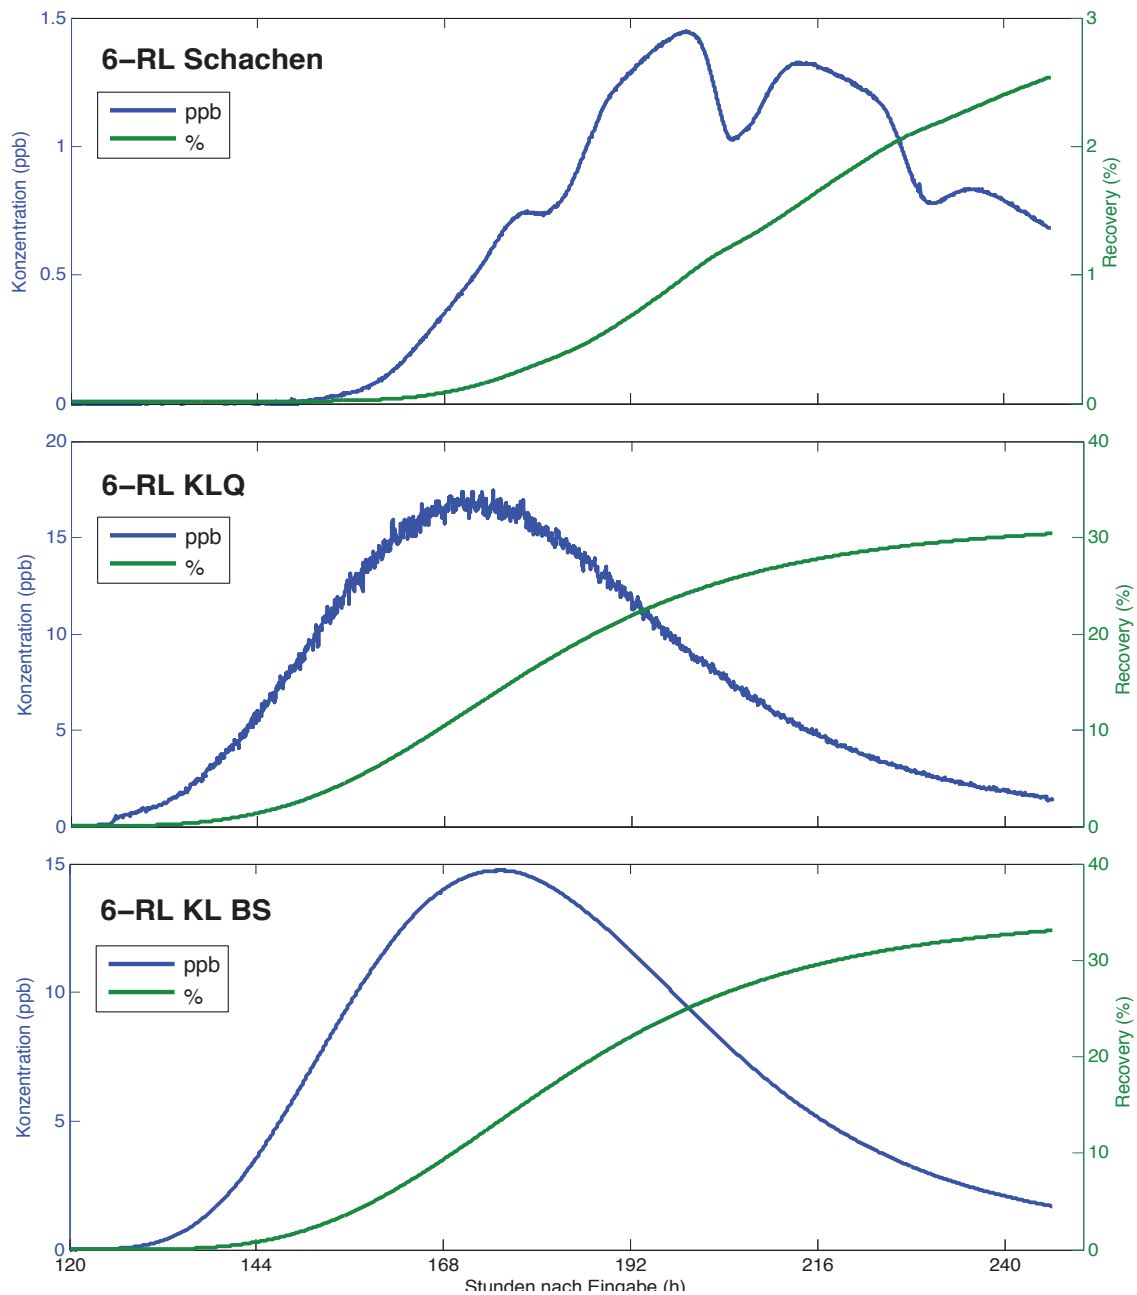 6–RL Schachen
ppb
%
Konzentration (ppb)
Recovery (%)
1.5
1
0.5
0
3
2
1
0
6–RL KLQ
ppb
%
Konzentration (ppb)
Recovery (%)
20
15
10
5
0
40
30
20
10
0
6–RL KL BS
ppb
%
Konzentration (ppb)
Recovery (%)
15
10
5
0
40
30
20
10
0
120 144 168 192 216 240
Stunden nach Eingabe (h)